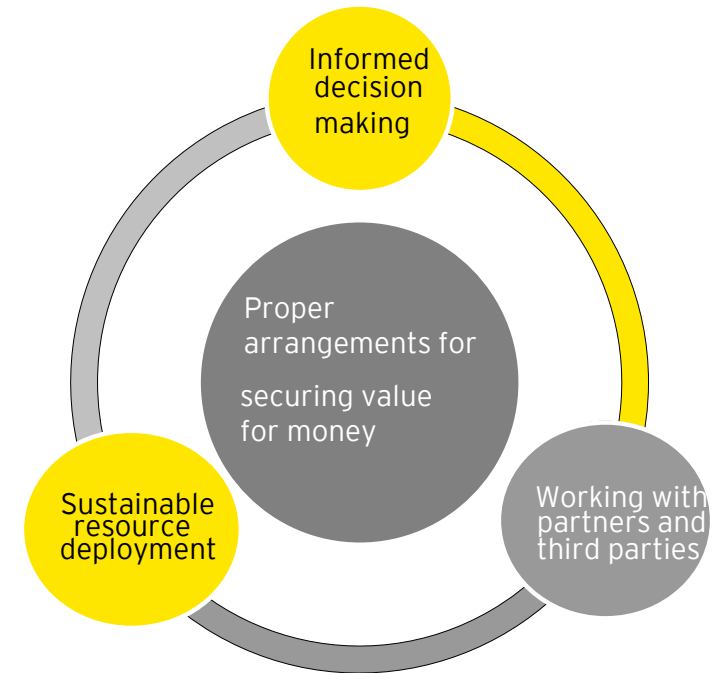 Informed
decision
making
Proper
arrangements for
securing value
for money
Sustainable
resource
deployment
Working with
partners and
third parties